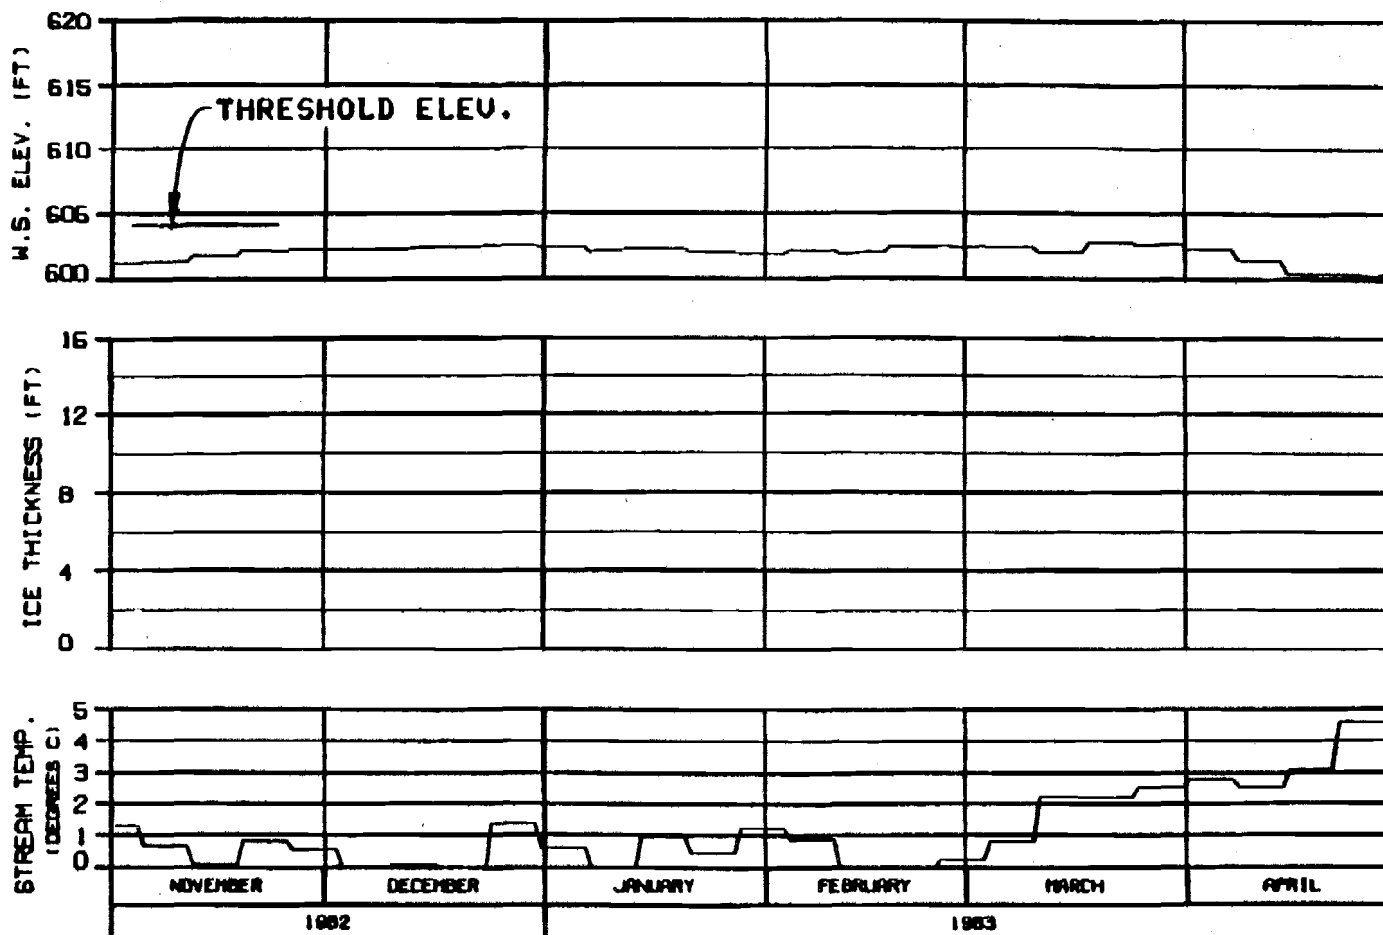 W.S. ELEV. (FT)
620
615
610
605
600
THRESHOLD ELEV.
ICE THICKNESS (FT)
16
12
8
4
0
STREAM TEMP.
(DEGREES C)
5
4
3
2
1
0
NOVEMBER DECEMBER JANUARY FEBRUARY MARCH APRIL
1982 1983